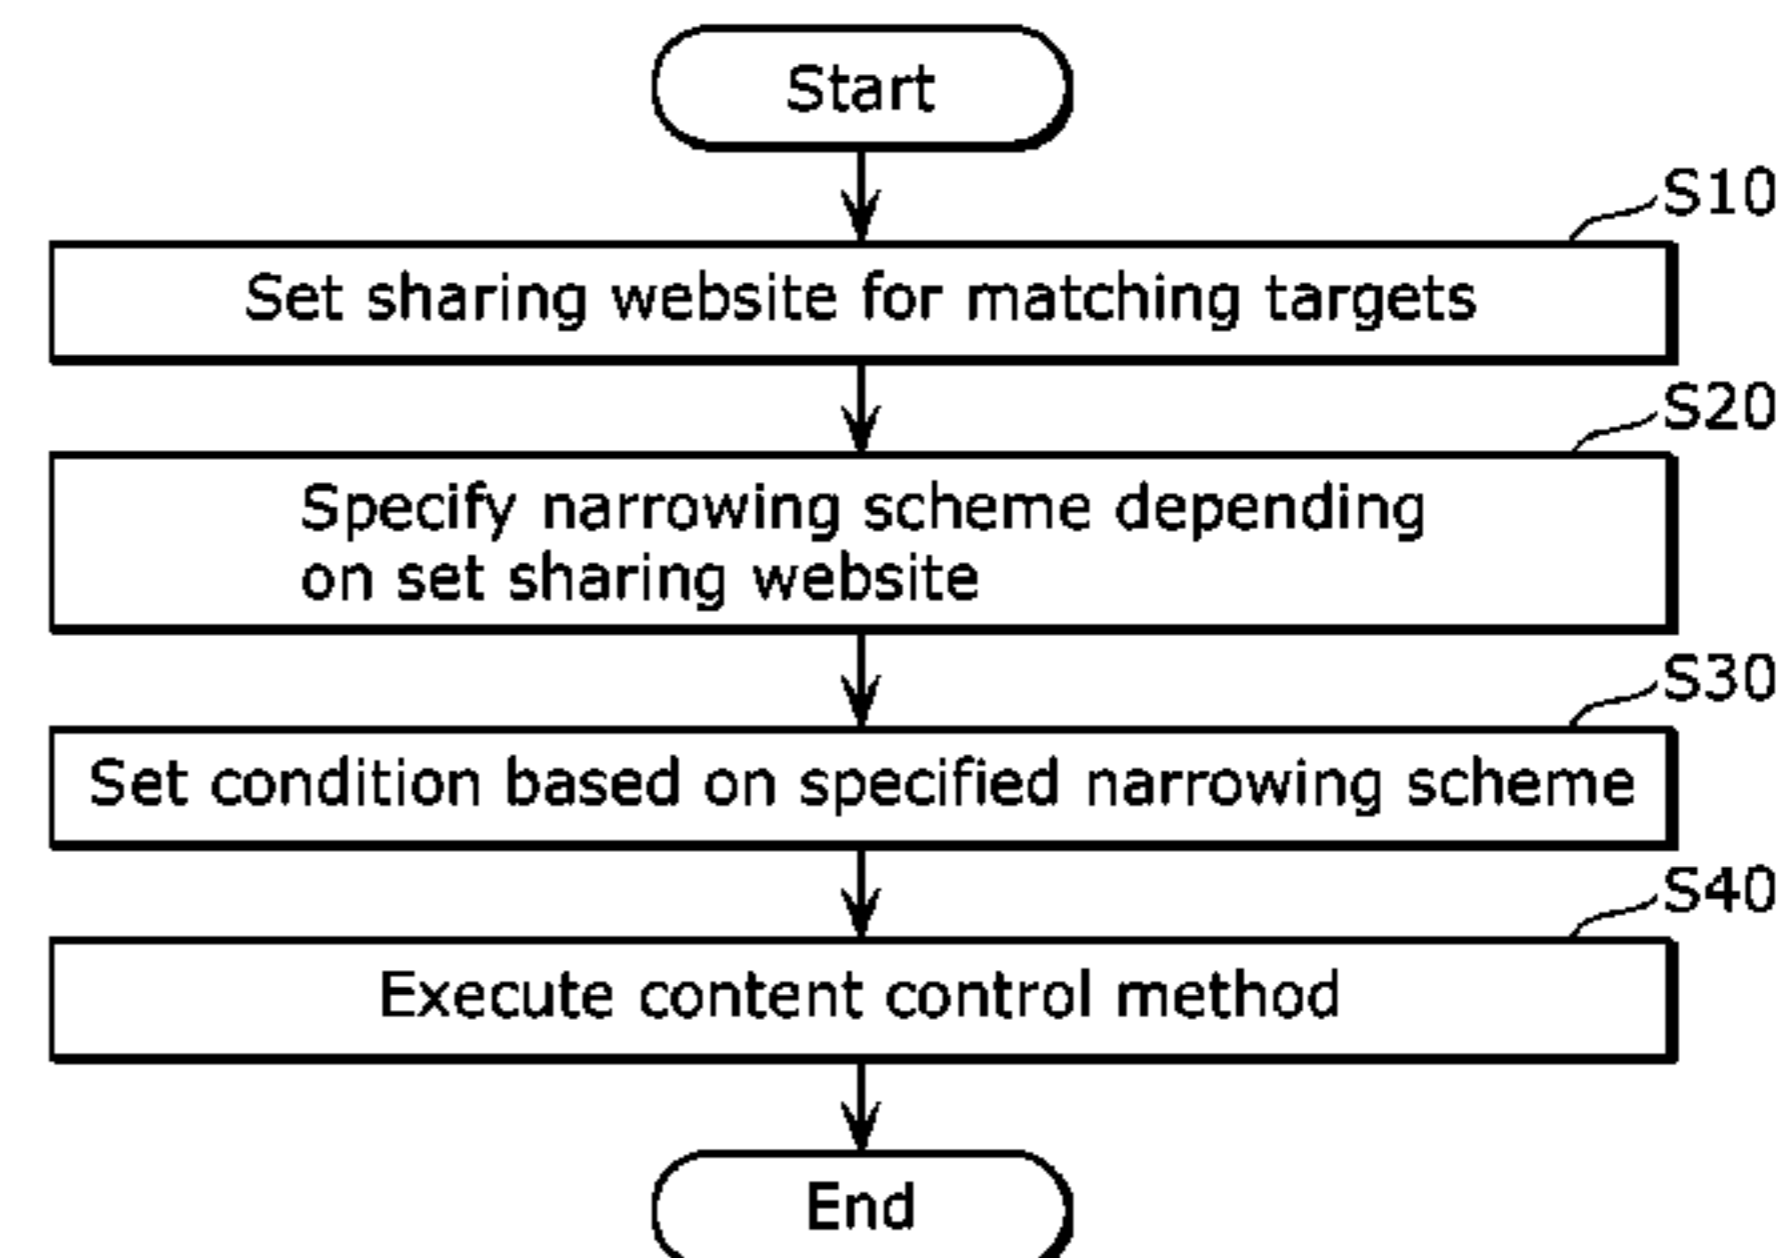 Start
S10
Set sharing website for matching targets
S20
Specify narrowing scheme depending
on set sharing website
S30
Set condition based on specified narrowing scheme
S40
Execute content control method
End